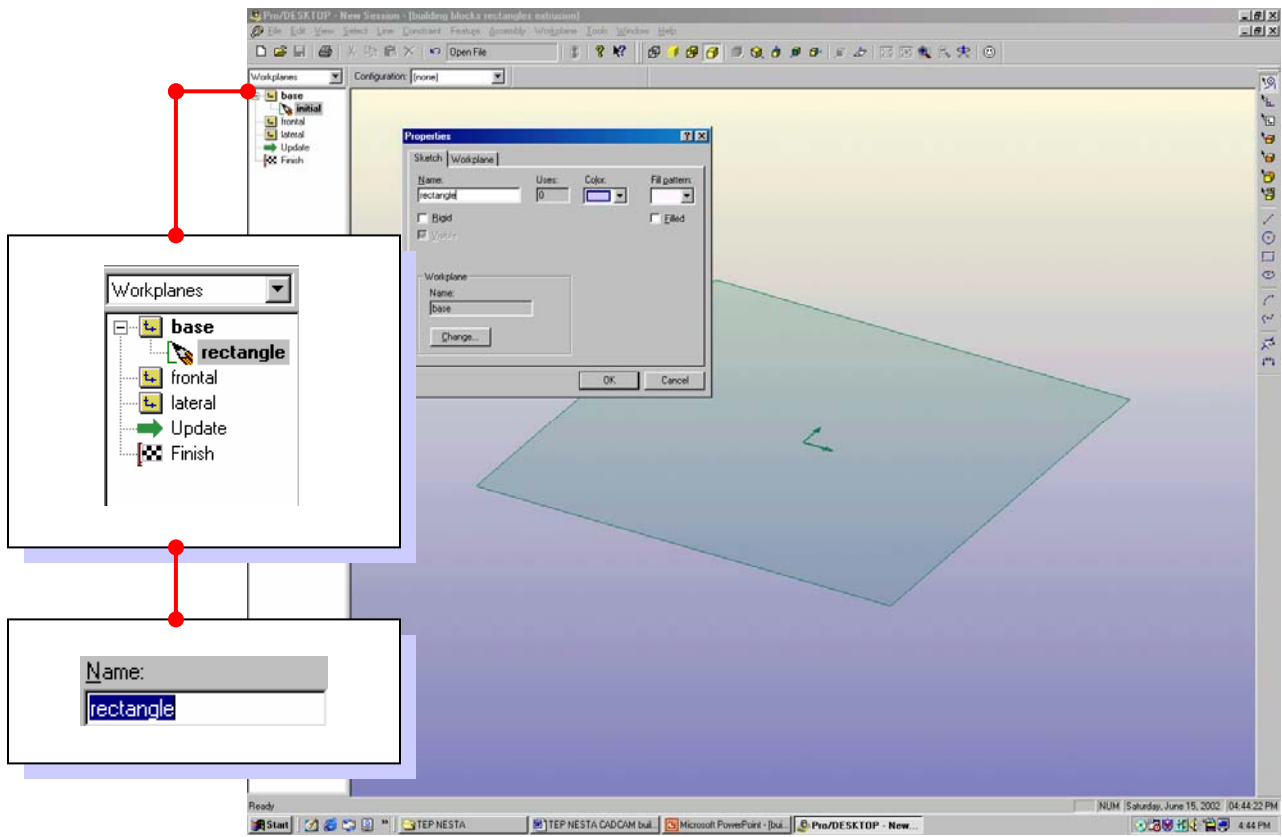 Pro/DESKTOP - New Session - [building blocks rectangles extrusion]
File Edit View Select Line Constraint Feature Assembly Workplane Tools Window Help
Open File
Workplanes
Configuration: (none)
base
initial
frontal
lateral
Update
Finish
Properties
Sketch Workplane
Name: Uses: Color: Fill pattern:
rectangle 0
Rigid Filled
Visible
Workplane
Name:
base
Change...
OK Cancel
Workplanes
base
rectangle
frontal
lateral
Update
Finish
Name:
rectangle
Ready NUM Saturday, June 15, 2002 04:44:22 PM
Start TEP NESTA TEP NESTA CADCAM buil... Microsoft PowerPoint - [bui... Pro/DESKTOP - New... 4:44 PM